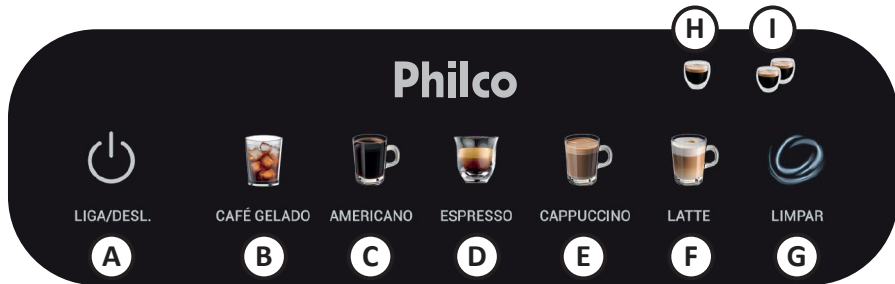 H I
Philco
LIGA/DESL. CAFÉ GELADO AMERICANO ESPRESSO CAPPUCCINO LATTE LIMPAR
A B C D E F G